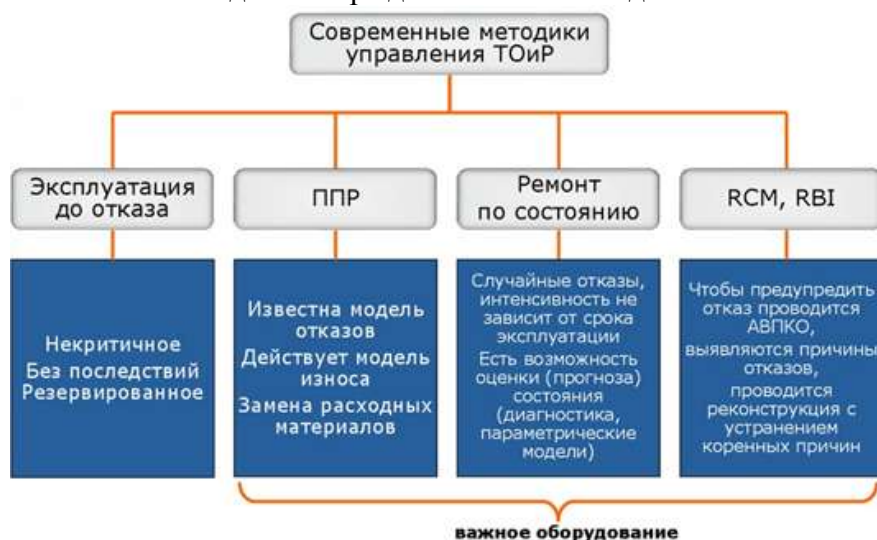 Современные методики
управления ТОиР
Эксплуатация
до отказа
ППР
Ремонт
по состоянию
RCM, RBI
Некритичное
Без последствий
Резервированное
Известна модель
отказов
Действует модель
износа
Замена расходных
материалов
Случайные отказы,
интенсивность не
зависит от срока
эксплуатации
Есть возможность
оценки (прогноза)
состояния
(диагностика,
параметрические
модели)
Чтобы предупредить
отказ проводится
АВПКО,
выявляются причины
отказов,
проводится
реконструкция с
устранением
коренных причин
важное оборудование